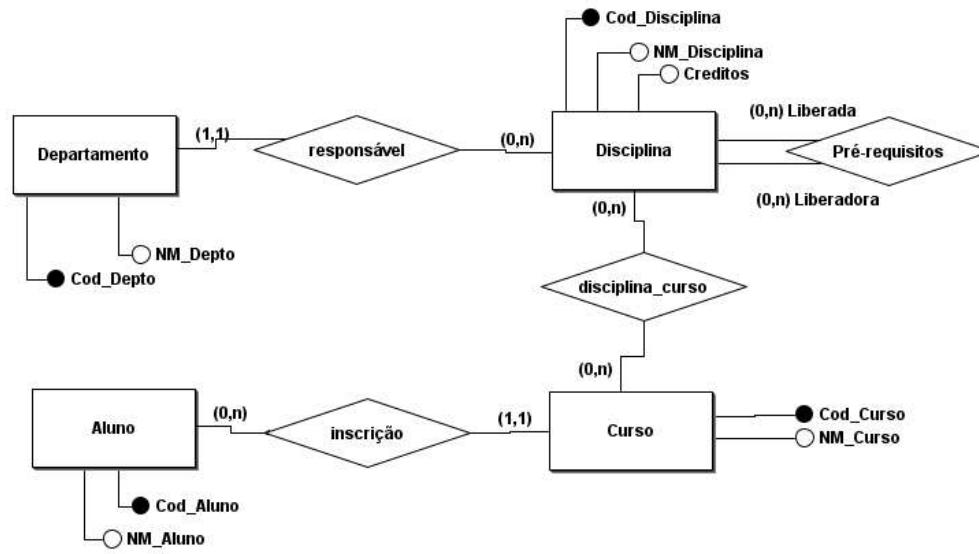 Cod_Disciplina
NM_Disciplina
Creditos
(1,1)
(0,n)
(0,n) Liberada
Departamento
responsável
Disciplina
Pré-requisitos
(0,n)
(0,n) Liberadora
NM_Depto
Cod_Depto
disciplina_curso
(0,n)
(0,n)
(1,1)
Aluno
inscrição
Curso
Cod_Curso
NM_Curso
Cod_Aluno
NM_Aluno